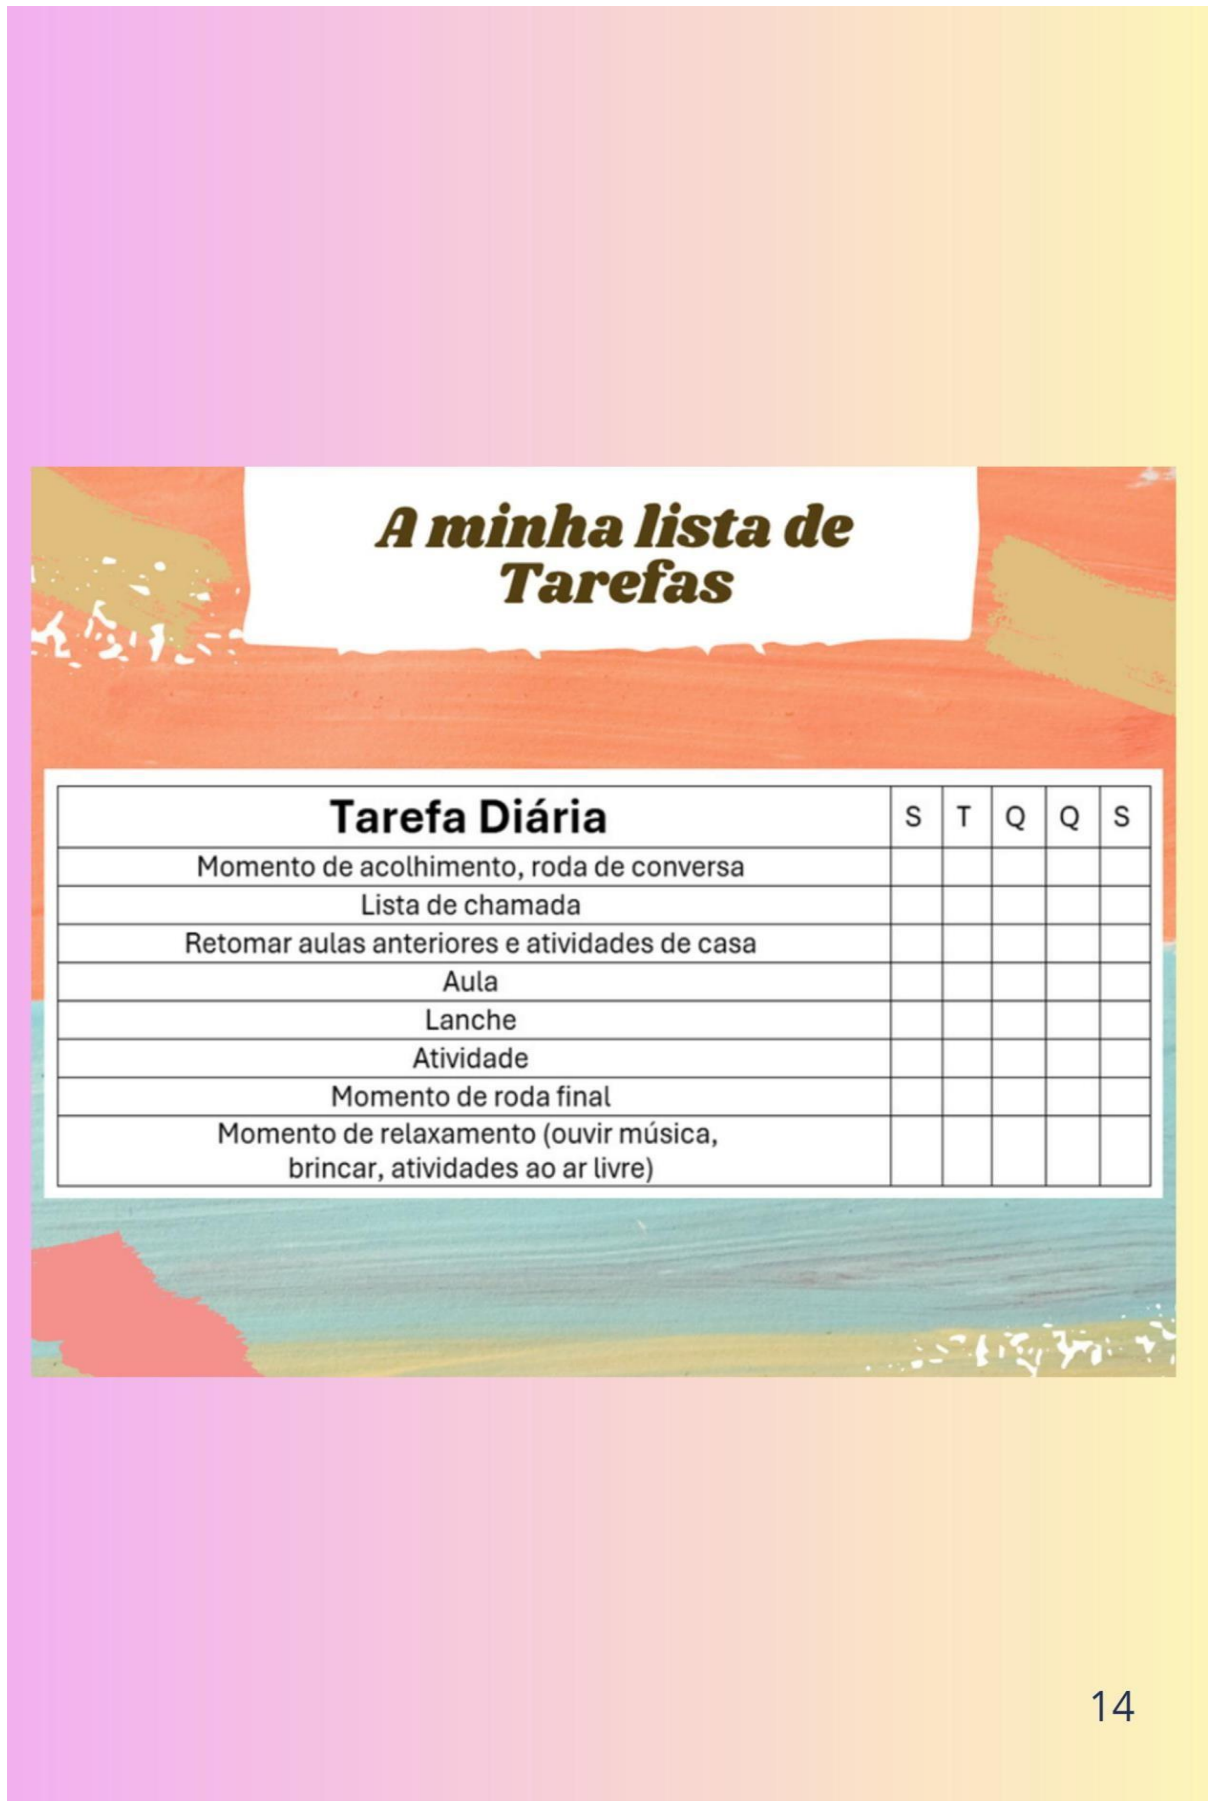 A minha lista de
Tarefas
Tarefa Diária S T Q Q S
Momento de acolhimento, roda de conversa
Lista de chamada
Retomar aulas anteriores e atividades de casa
Aula
Lanche
Atividade
Momento de roda final
Momento de relaxamento (ouvir música,
brincar, atividades ao ar livre)
14